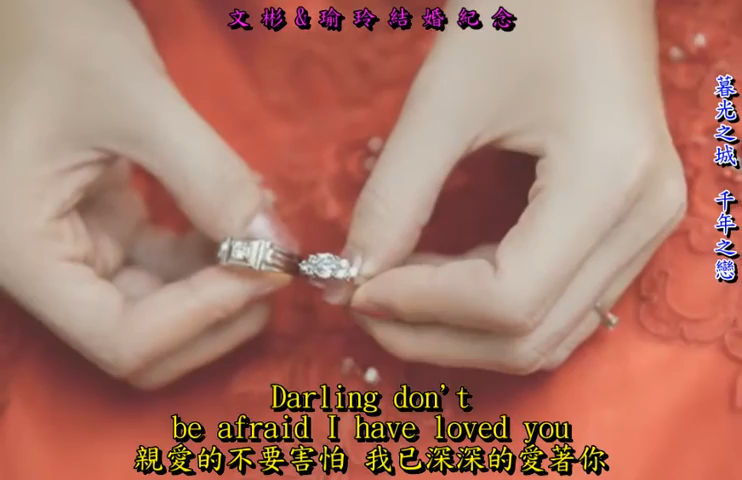 文彬&瑜玲結婚紀念
暮光之城 千年之戀
Darling don't
be afraid I have loved you
親愛的不要害怕 我已深深的愛著你